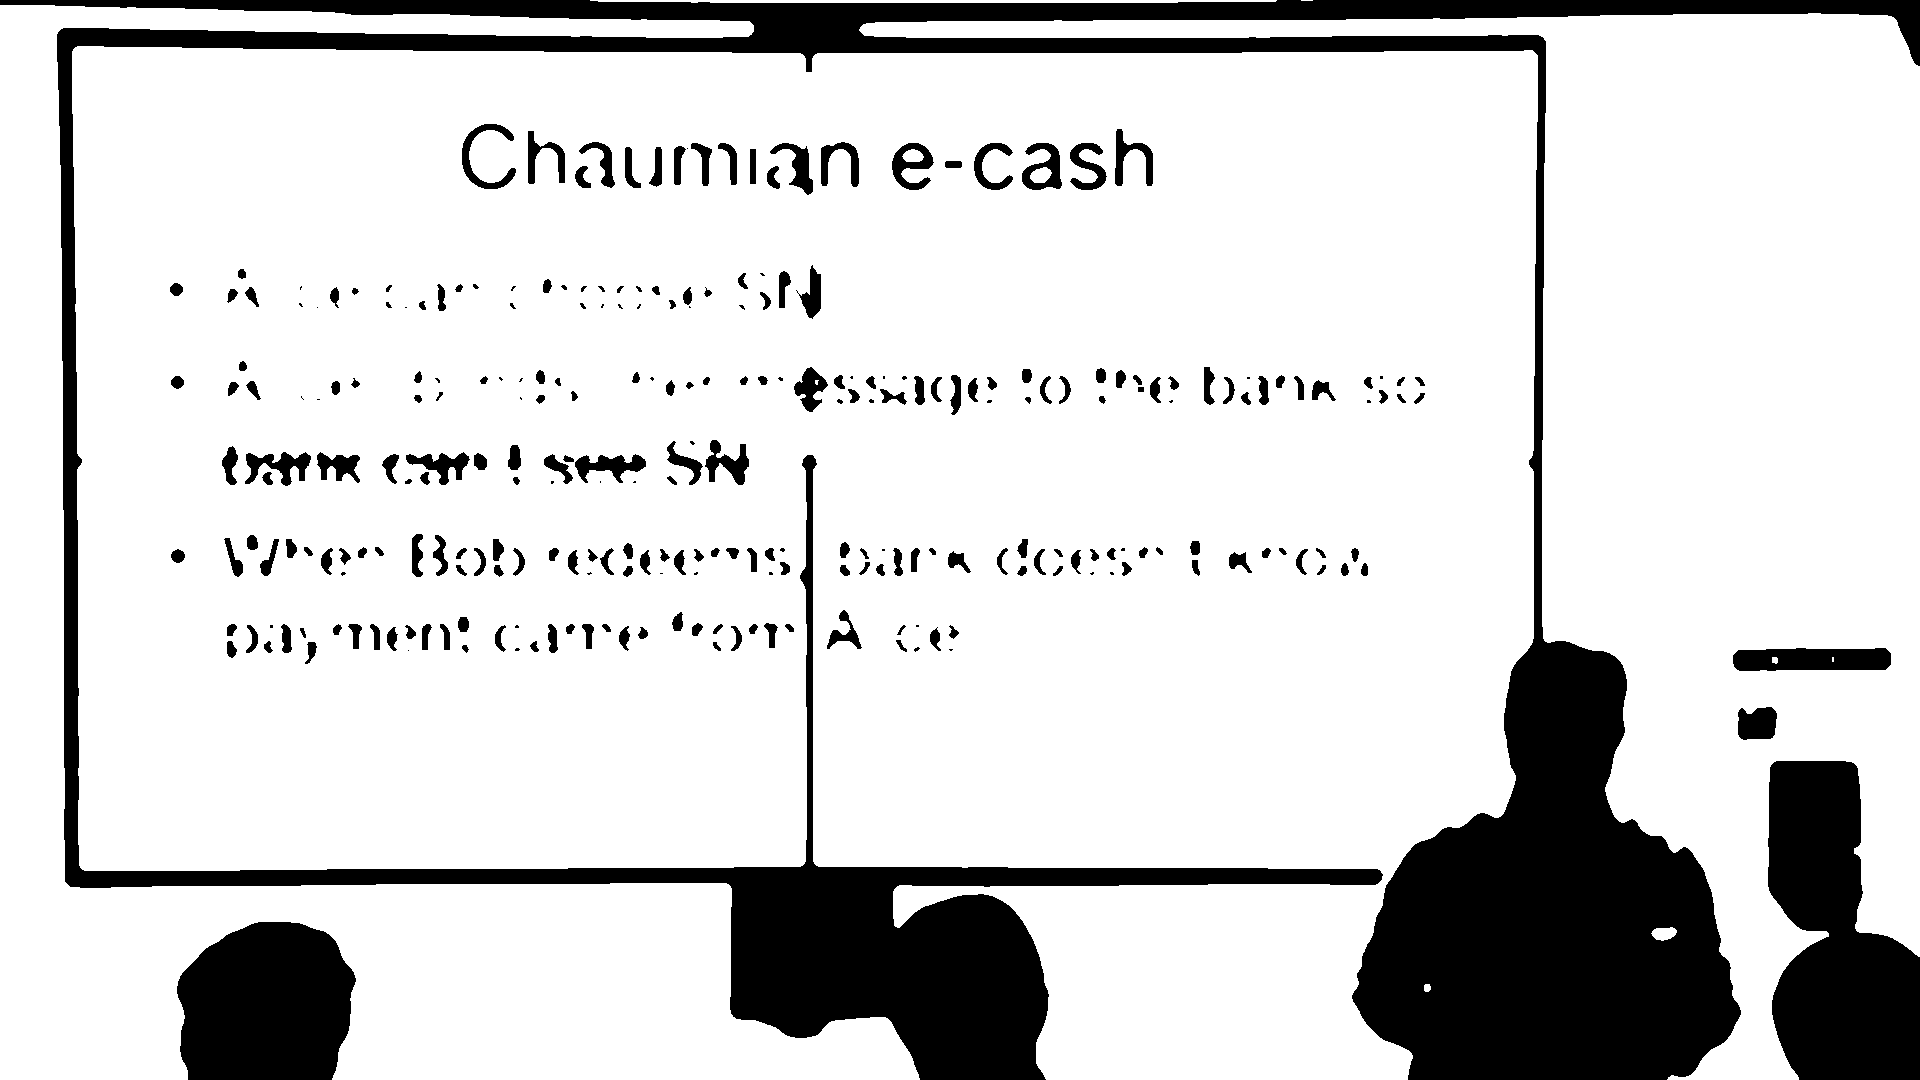 Chaumian e-cash
• Alice can choose SN
• Alice blinds her message to the bank so
bank can't see SN
• When Bob redeems, bank doesn't know
payment came from Alice